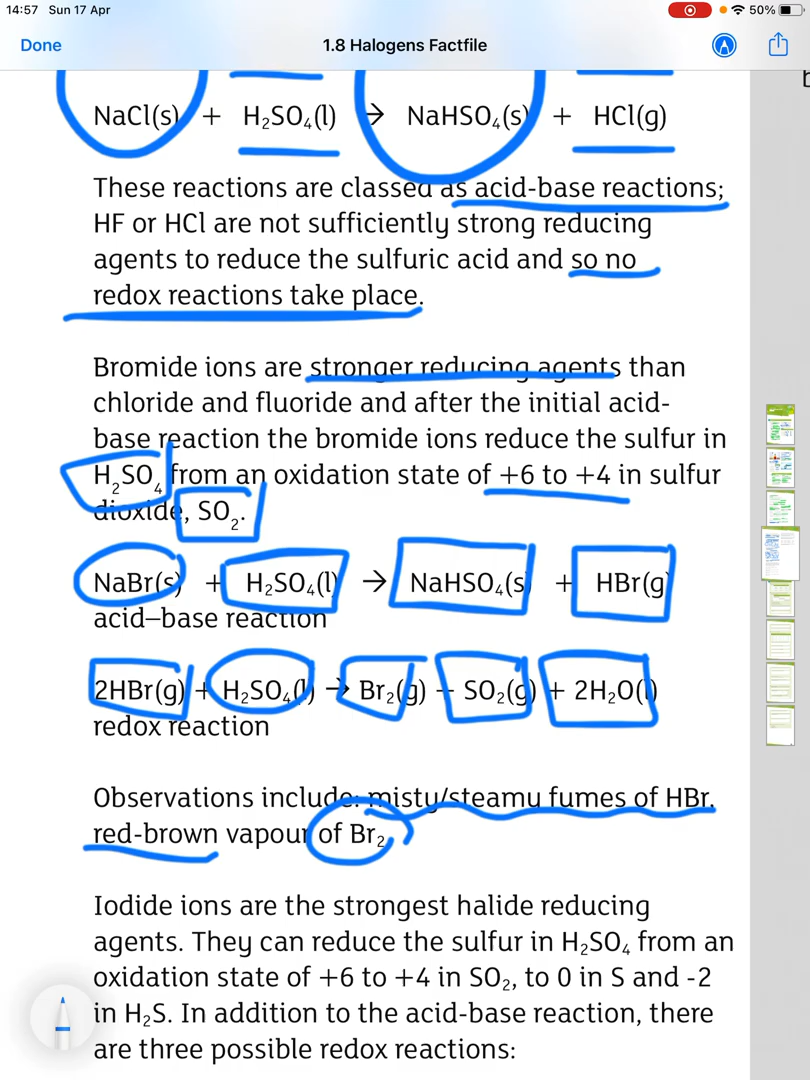 14:57 Sun 17 Apr 50%
Done 1.8 Halogens Factfile
NaCl(s) + H₂SO₄(l) → NaHSO₄(s) + HCl(g)
These reactions are classed as acid-base reactions;
HF or HCl are not sufficiently strong reducing
agents to reduce the sulfuric acid and so no
redox reactions take place.
Bromide ions are stronger reducing agents than
chloride and fluoride and after the initial acid-
base reaction the bromide ions reduce the sulfur in
H₂SO₄ from an oxidation state of +6 to +4 in sulfur
dioxide, SO₂.
NaBr(s) + H₂SO₄(l) → NaHSO₄(s) + HBr(g)
acid–base reaction
2HBr(g) + H₂SO₄(l) → Br₂(g) + SO₂(g) + 2H₂O(l)
redox reaction
Observations include: misty/steamy fumes of HBr,
red-brown vapour of Br₂
Iodide ions are the strongest halide reducing
agents. They can reduce the sulfur in H₂SO₄ from an
oxidation state of +6 to +4 in SO₂, to 0 in S and -2
in H₂S. In addition to the acid-base reaction, there
are three possible redox reactions: